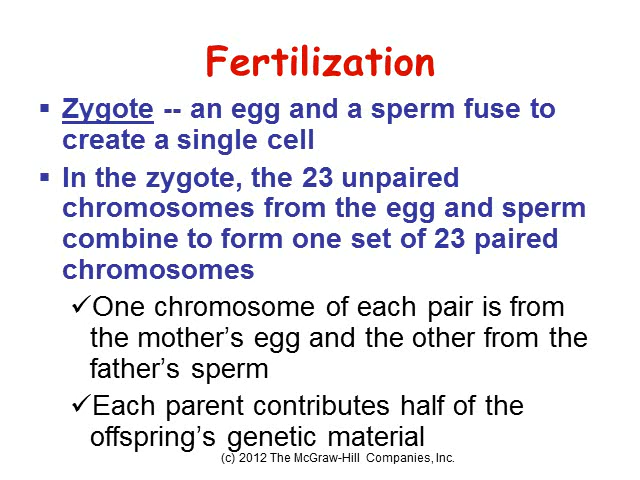 Fertilization
▪ Zygote -- an egg and a sperm fuse to
create a single cell
▪ In the zygote, the 23 unpaired
chromosomes from the egg and sperm
combine to form one set of 23 paired
chromosomes
✓One chromosome of each pair is from
the mother’s egg and the other from the
father’s sperm
✓Each parent contributes half of the
offspring’s genetic material
(c) 2012 The McGraw-Hill Companies, Inc.